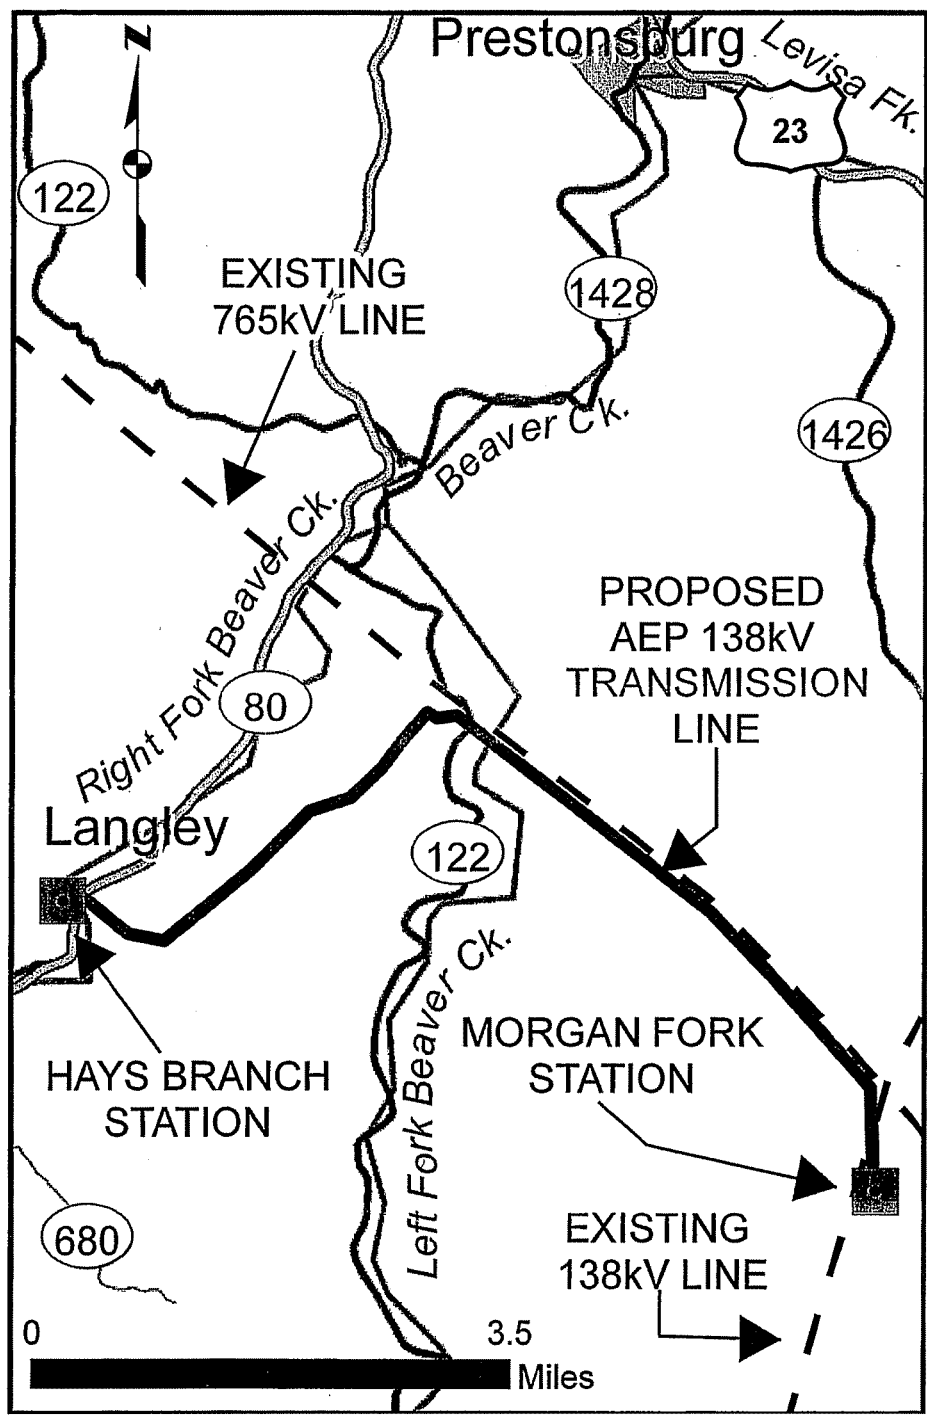 N
Prestonsburg
Levisa Fk.
23
122
EXISTING
765kV LINE
1428
1426
Beaver Ck.
Right Fork Beaver Ck.
PROPOSED
AEP 138kV
TRANSMISSION
LINE
80
Langley
122
Left Fork Beaver Ck.
MORGAN FORK
STATION
HAYS BRANCH
STATION
680
EXISTING
138kV LINE
0 3.5
Miles